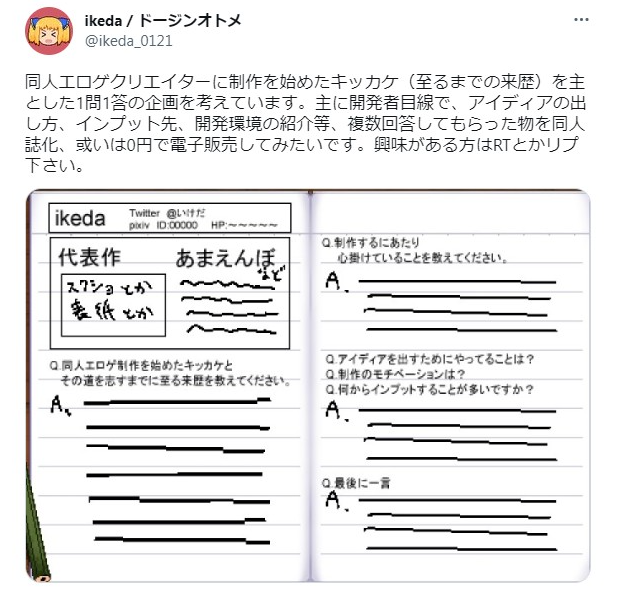 ikeda / ドージンオトメ
@ikeda_0121
同人エロゲクリエイターに制作を始めたキッカケ（至るまでの来歴）を主
とした1問1答の企画を考えています。主に開発者目線で、アイディアの出
し方、インプット先、開発環境の紹介等、複数回答してもらった物を同人
誌化、或いは0円で電子販売してみたいです。興味がある方はRTとかリプ
下さい。
ikeda
Twitter @いけだ
pixiv ID:00000 HP:～～～～～
代表作
スクショとか
表紙とか
あまえんぼ
など
Q.同人エロゲ制作を始めたキッカケと
その道を志すまでに至る来歴を教えてください。
A.
Q.制作するにあたり
心掛けていることを教えてください。
A.
Q.アイディアを出すためにやってることは？
Q.制作のモチベーションは？
Q.何からインプットすることが多いですか？
A.
Q.最後に一言
A.